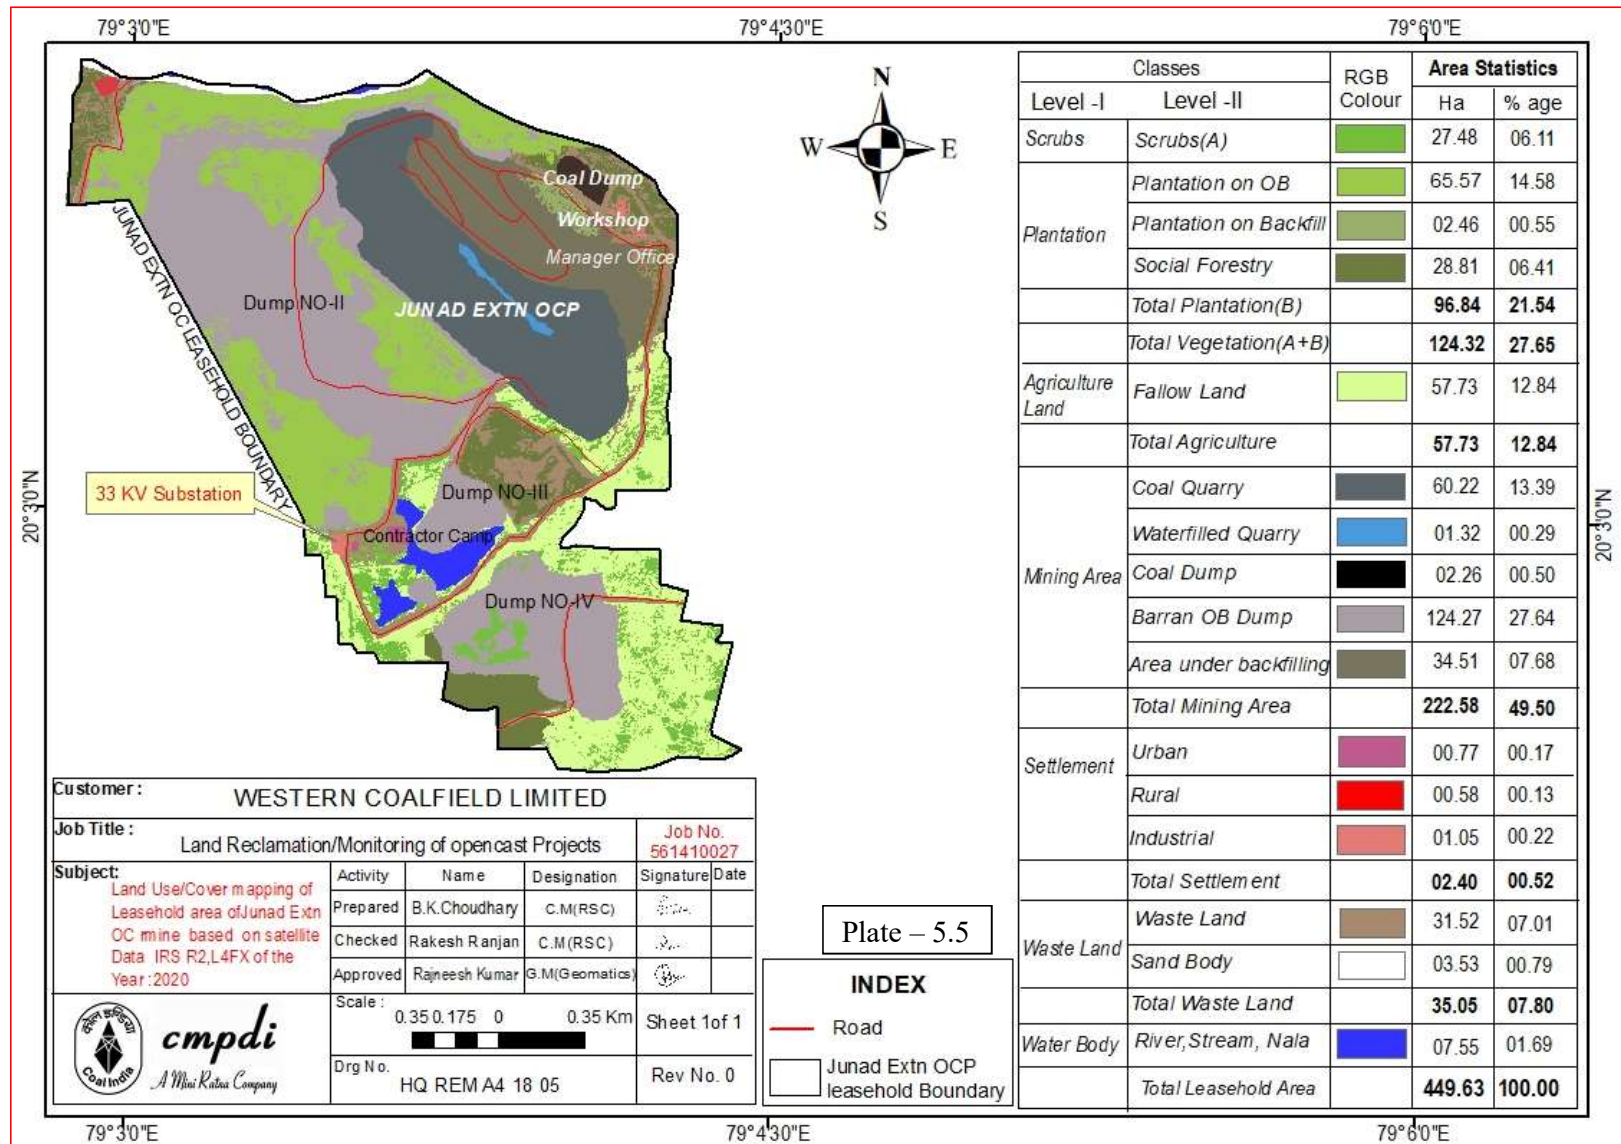 79°3'0"E 79°4'30"E 79°6'0"E
20°3'0"N
20°3'0"N
N
W E
S
Coal Dump
Workshop
Manager Office
Dump NO-II
JUNAD EXTN OCP
JUNAD EXTN OC LEASEHOLD BOUNDARY
33 KV Substation
Dump NO-III
Contractor Camp
Dump NO-IV
Classes RGB Colour Area Statistics
Level -I Level -II Ha % age
Scrubs Scrubs(A) 27.48 06.11
Plantation Plantation on OB 65.57 14.58
Plantation on Backfill 02.46 00.55
Social Forestry 28.81 06.41
Total Plantation(B) 96.84 21.54
Total Vegetation(A+B) 124.32 27.65
Agriculture Land Fallow Land 57.73 12.84
Total Agriculture 57.73 12.84
Mining Area Coal Quarry 60.22 13.39
Waterfilled Quarry 01.32 00.29
Coal Dump 02.26 00.50
Barran OB Dump 124.27 27.64
Area under backfilling 34.51 07.68
Total Mining Area 222.58 49.50
Settlement Urban 00.77 00.17
Rural 00.58 00.13
Industrial 01.05 00.22
Total Settlement 02.40 00.52
Waste Land Waste Land 31.52 07.01
Sand Body 03.53 00.79
Total Waste Land 35.05 07.80
Water Body River,Stream, Nala 07.55 01.69
Total Leasehold Area 449.63 100.00
Customer : WESTERN COALFIELD LIMITED
Job Title : Land Reclamation/Monitoring of opencast Projects
Job No.
561410027
Subject:
Land Use/Cover mapping of
Leasehold area of Junad Extn
OC mine based on satellite
Data IRS R2,L4FX of the
Year :2020
Activity Name Designation Signature Date
Prepared B.K.Choudhary C.M(RSC)
Checked Rakesh Ranjan C.M(RSC)
Approved Rajneesh Kumar G.M(Geomatics)
कोल इण्डिया
Coal India
cmpdi
A Mini Ratna Company
Scale :
0.35 0.175 0 0.35 Km
Sheet 1of 1
Drg No.
HQ REM A4 18 05
Rev No. 0
Plate – 5.5
INDEX
Road
Junad Extn OCP
leasehold Boundary
79°3'0"E 79°4'30"E 79°6'0"E